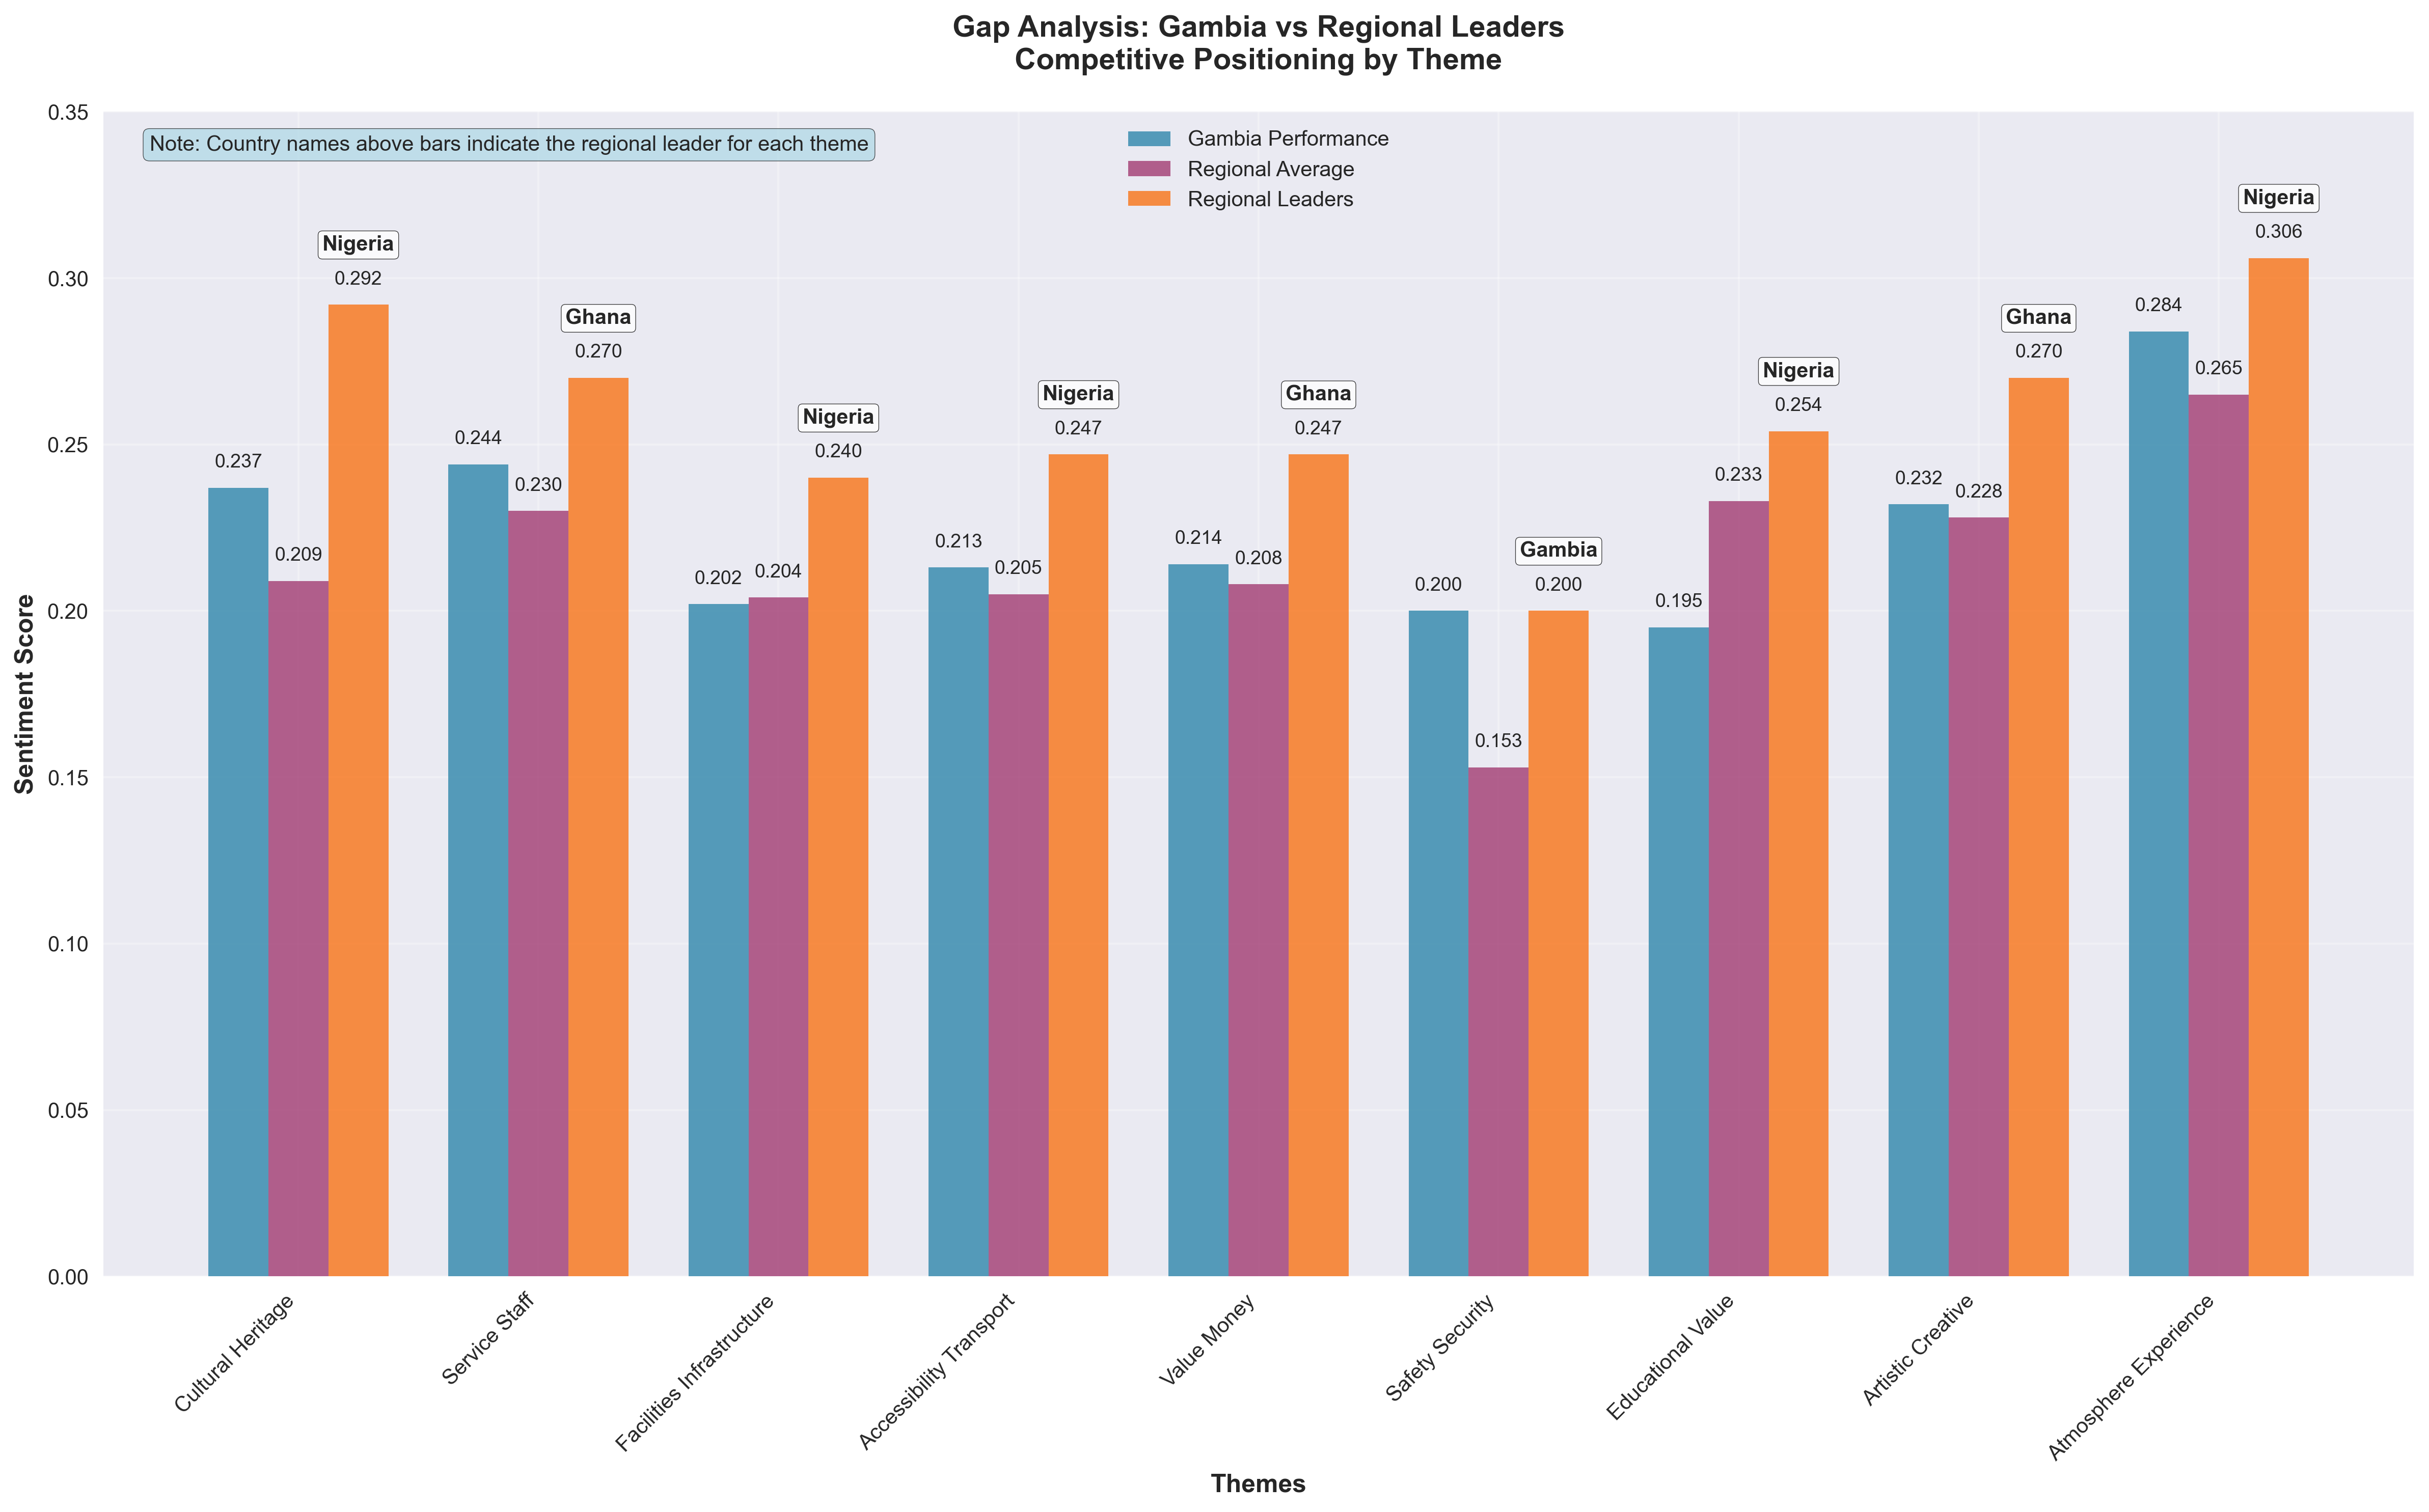 Gap Analysis: Gambia vs Regional Leaders
Competitive Positioning by Theme
Note: Country names above bars indicate the regional leader for each theme
Gambia Performance
Regional Average
Regional Leaders
Sentiment Score
0.35
0.30
0.25
0.20
0.15
0.10
0.05
0.00
0.237
0.209
Nigeria
0.292
0.244
0.230
Ghana
0.270
0.202
0.204
Nigeria
0.240
0.213
0.205
Nigeria
0.247
0.214
0.208
Ghana
0.247
0.200
0.153
Gambia
0.200
0.195
0.233
Nigeria
0.254
0.232
0.228
Ghana
0.270
0.284
0.265
Nigeria
0.306
Cultural Heritage
Service Staff
Facilities Infrastructure
Accessibility Transport
Value Money
Safety Security
Educational Value
Artistic Creative
Atmosphere Experience
Themes